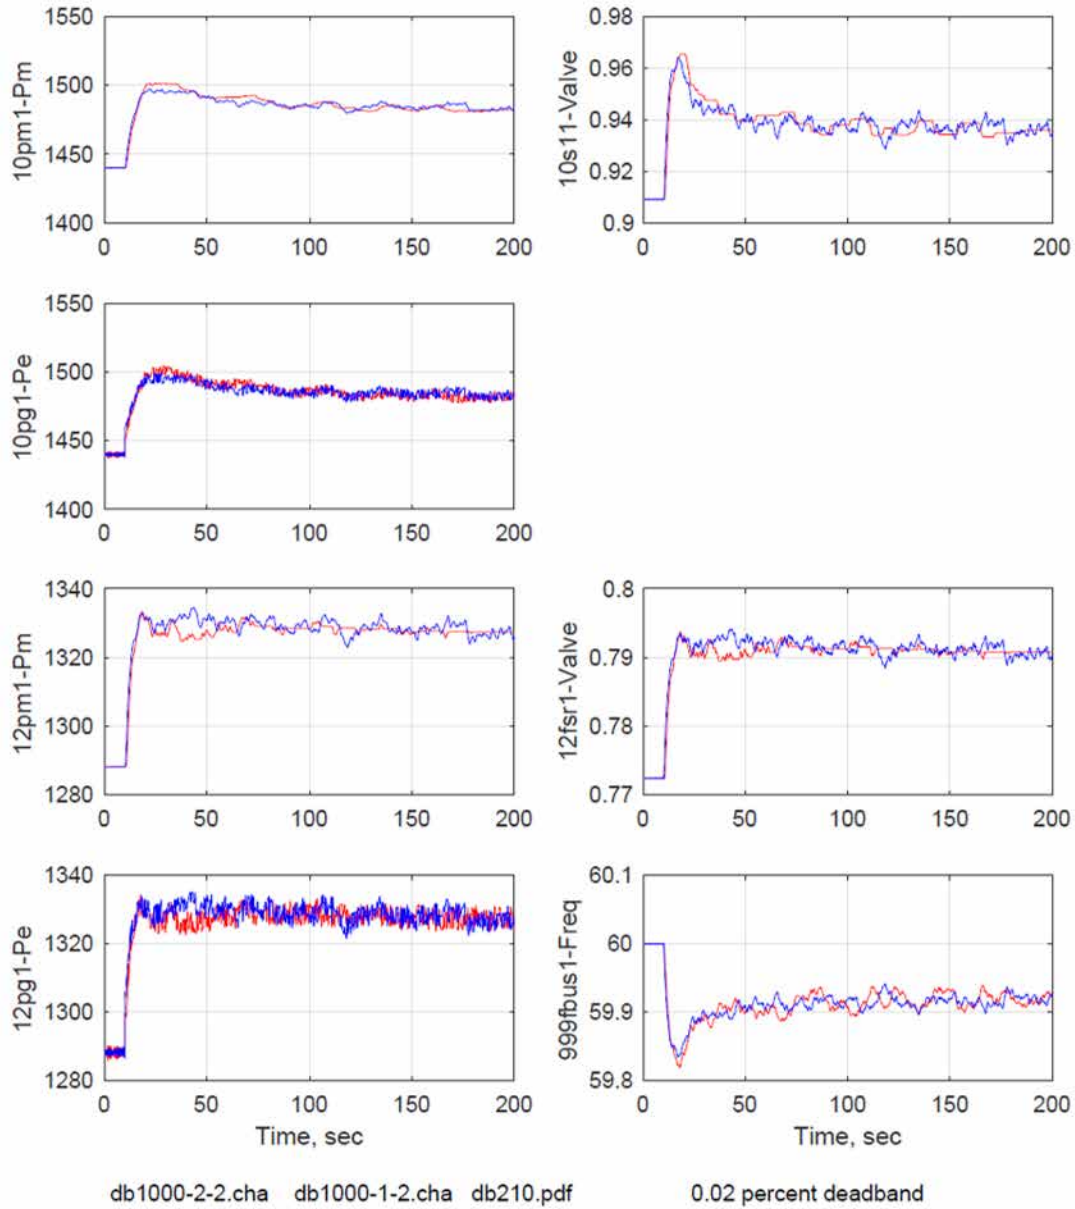 1550
1500
1450
1400
10pm1-Pm
0 50 100 150 200
0.98
0.96
0.94
0.92
0.9
10s11-Valve
0 50 100 150 200
1550
1500
1450
1400
10pg1-Pe
0 50 100 150 200
1340
1320
1300
1280
12pm1-Pm
0 50 100 150 200
0.8
0.79
0.78
0.77
12fsr1-Valve
0 50 100 150 200
1340
1320
1300
1280
12pg1-Pe
0 50 100 150 200
Time, sec
60.1
60
59.9
59.8
999fbus1-Freq
0 50 100 150 200
Time, sec
db1000-2-2.cha db1000-1-2.cha db210.pdf 0.02 percent deadband